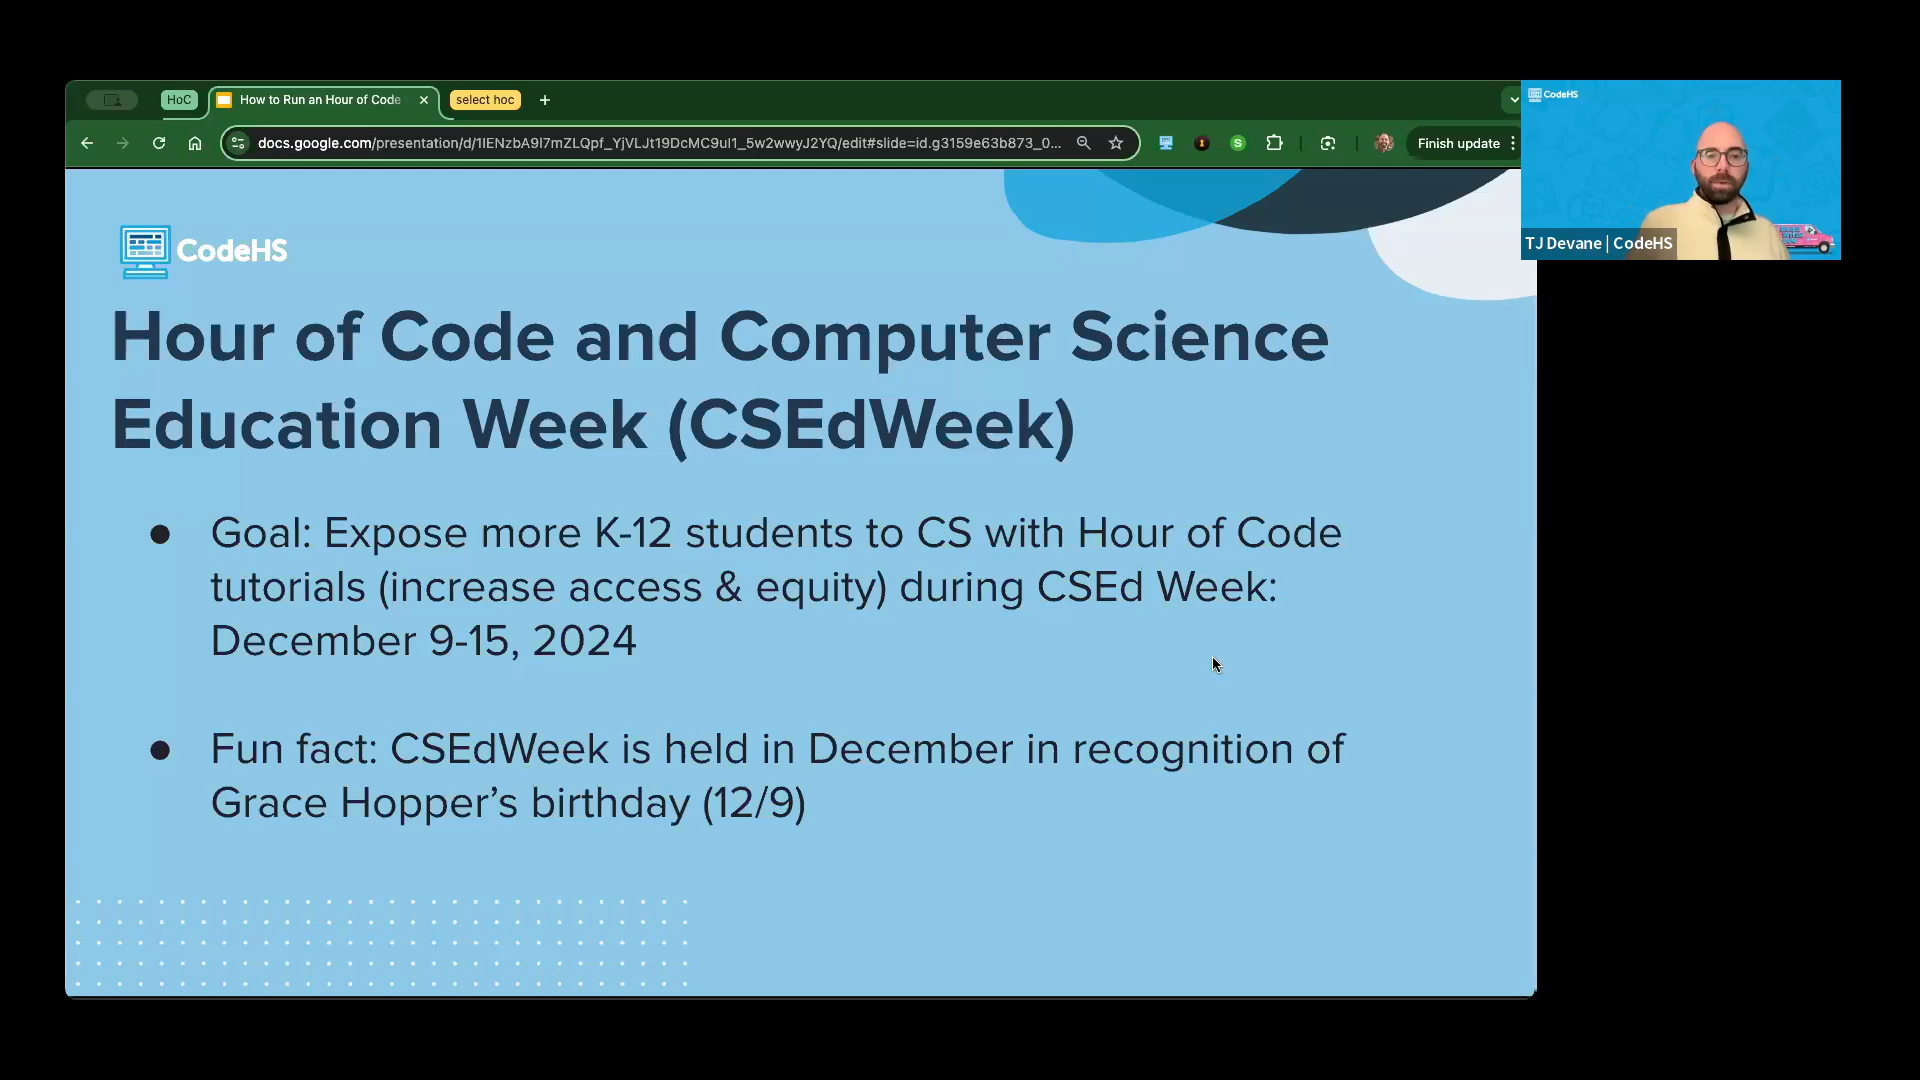 HoC
How to Run an Hour of Code
select hoc
docs.google.com/presentation/d/1IENzbA9l7mZLQpf_YjVLJt19DcMC9ul1_5w2wwyJ2YQ/edit#slide=id.g3159e63b873_0...
S
Finish update
CodeHS
TJ Devane | CodeHS
CodeHS
Hour of Code and Computer Science
Education Week (CSEdWeek)
● Goal: Expose more K-12 students to CS with Hour of Code
tutorials (increase access & equity) during CSEd Week:
December 9-15, 2024
● Fun fact: CSEdWeek is held in December in recognition of
Grace Hopper’s birthday (12/9)